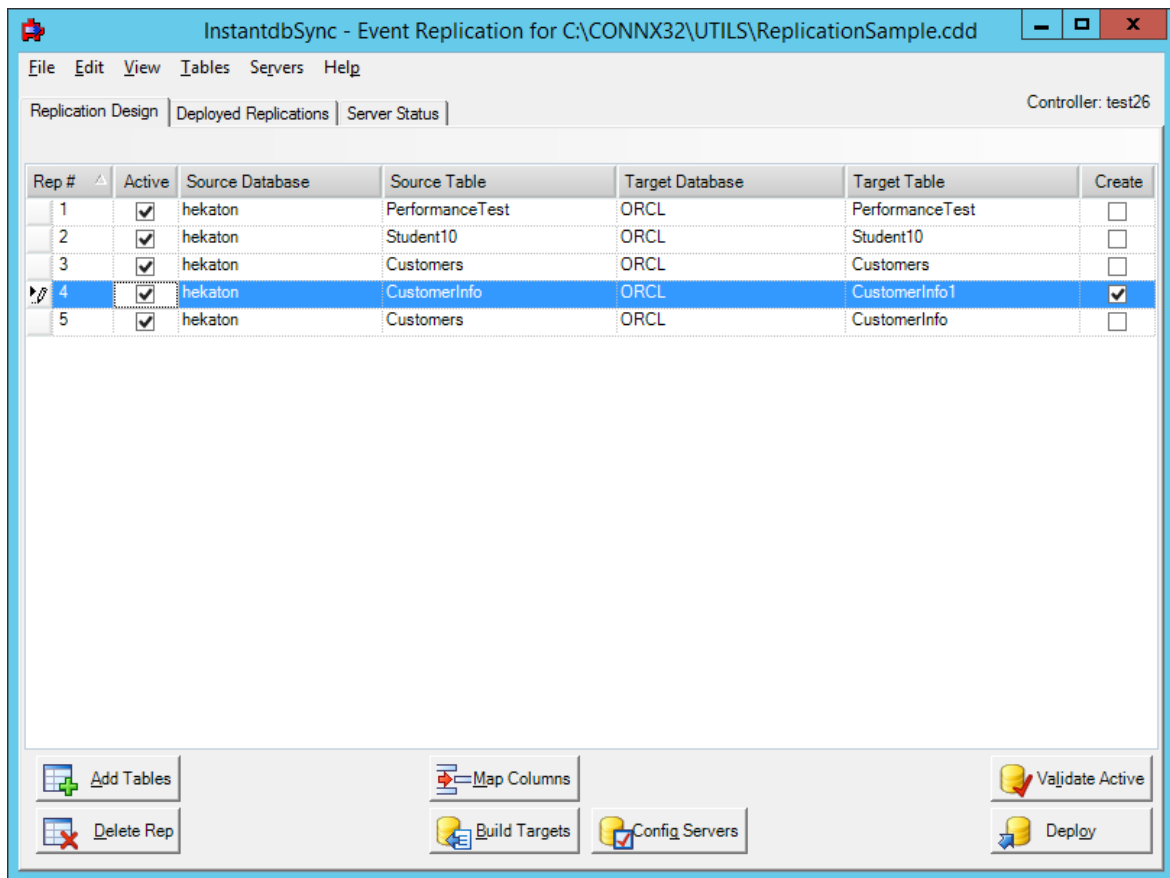 InstantdbSync - Event Replication for C:\CONNX32\UTILS\ReplicationSample.cdd
File Edit View Tables Servers Help
Replication Design Deployed Replications Server Status Controller: test26
Rep # Active Source Database Source Table Target Database Target Table Create
1 hekaton PerformanceTest ORCL PerformanceTest
2 hekaton Student10 ORCL Student10
3 hekaton Customers ORCL Customers
4 hekaton CustomerInfo ORCL CustomerInfo1
5 hekaton Customers ORCL CustomerInfo
Add Tables Map Columns Validate Active
Delete Rep Build Targets Config Servers Deploy